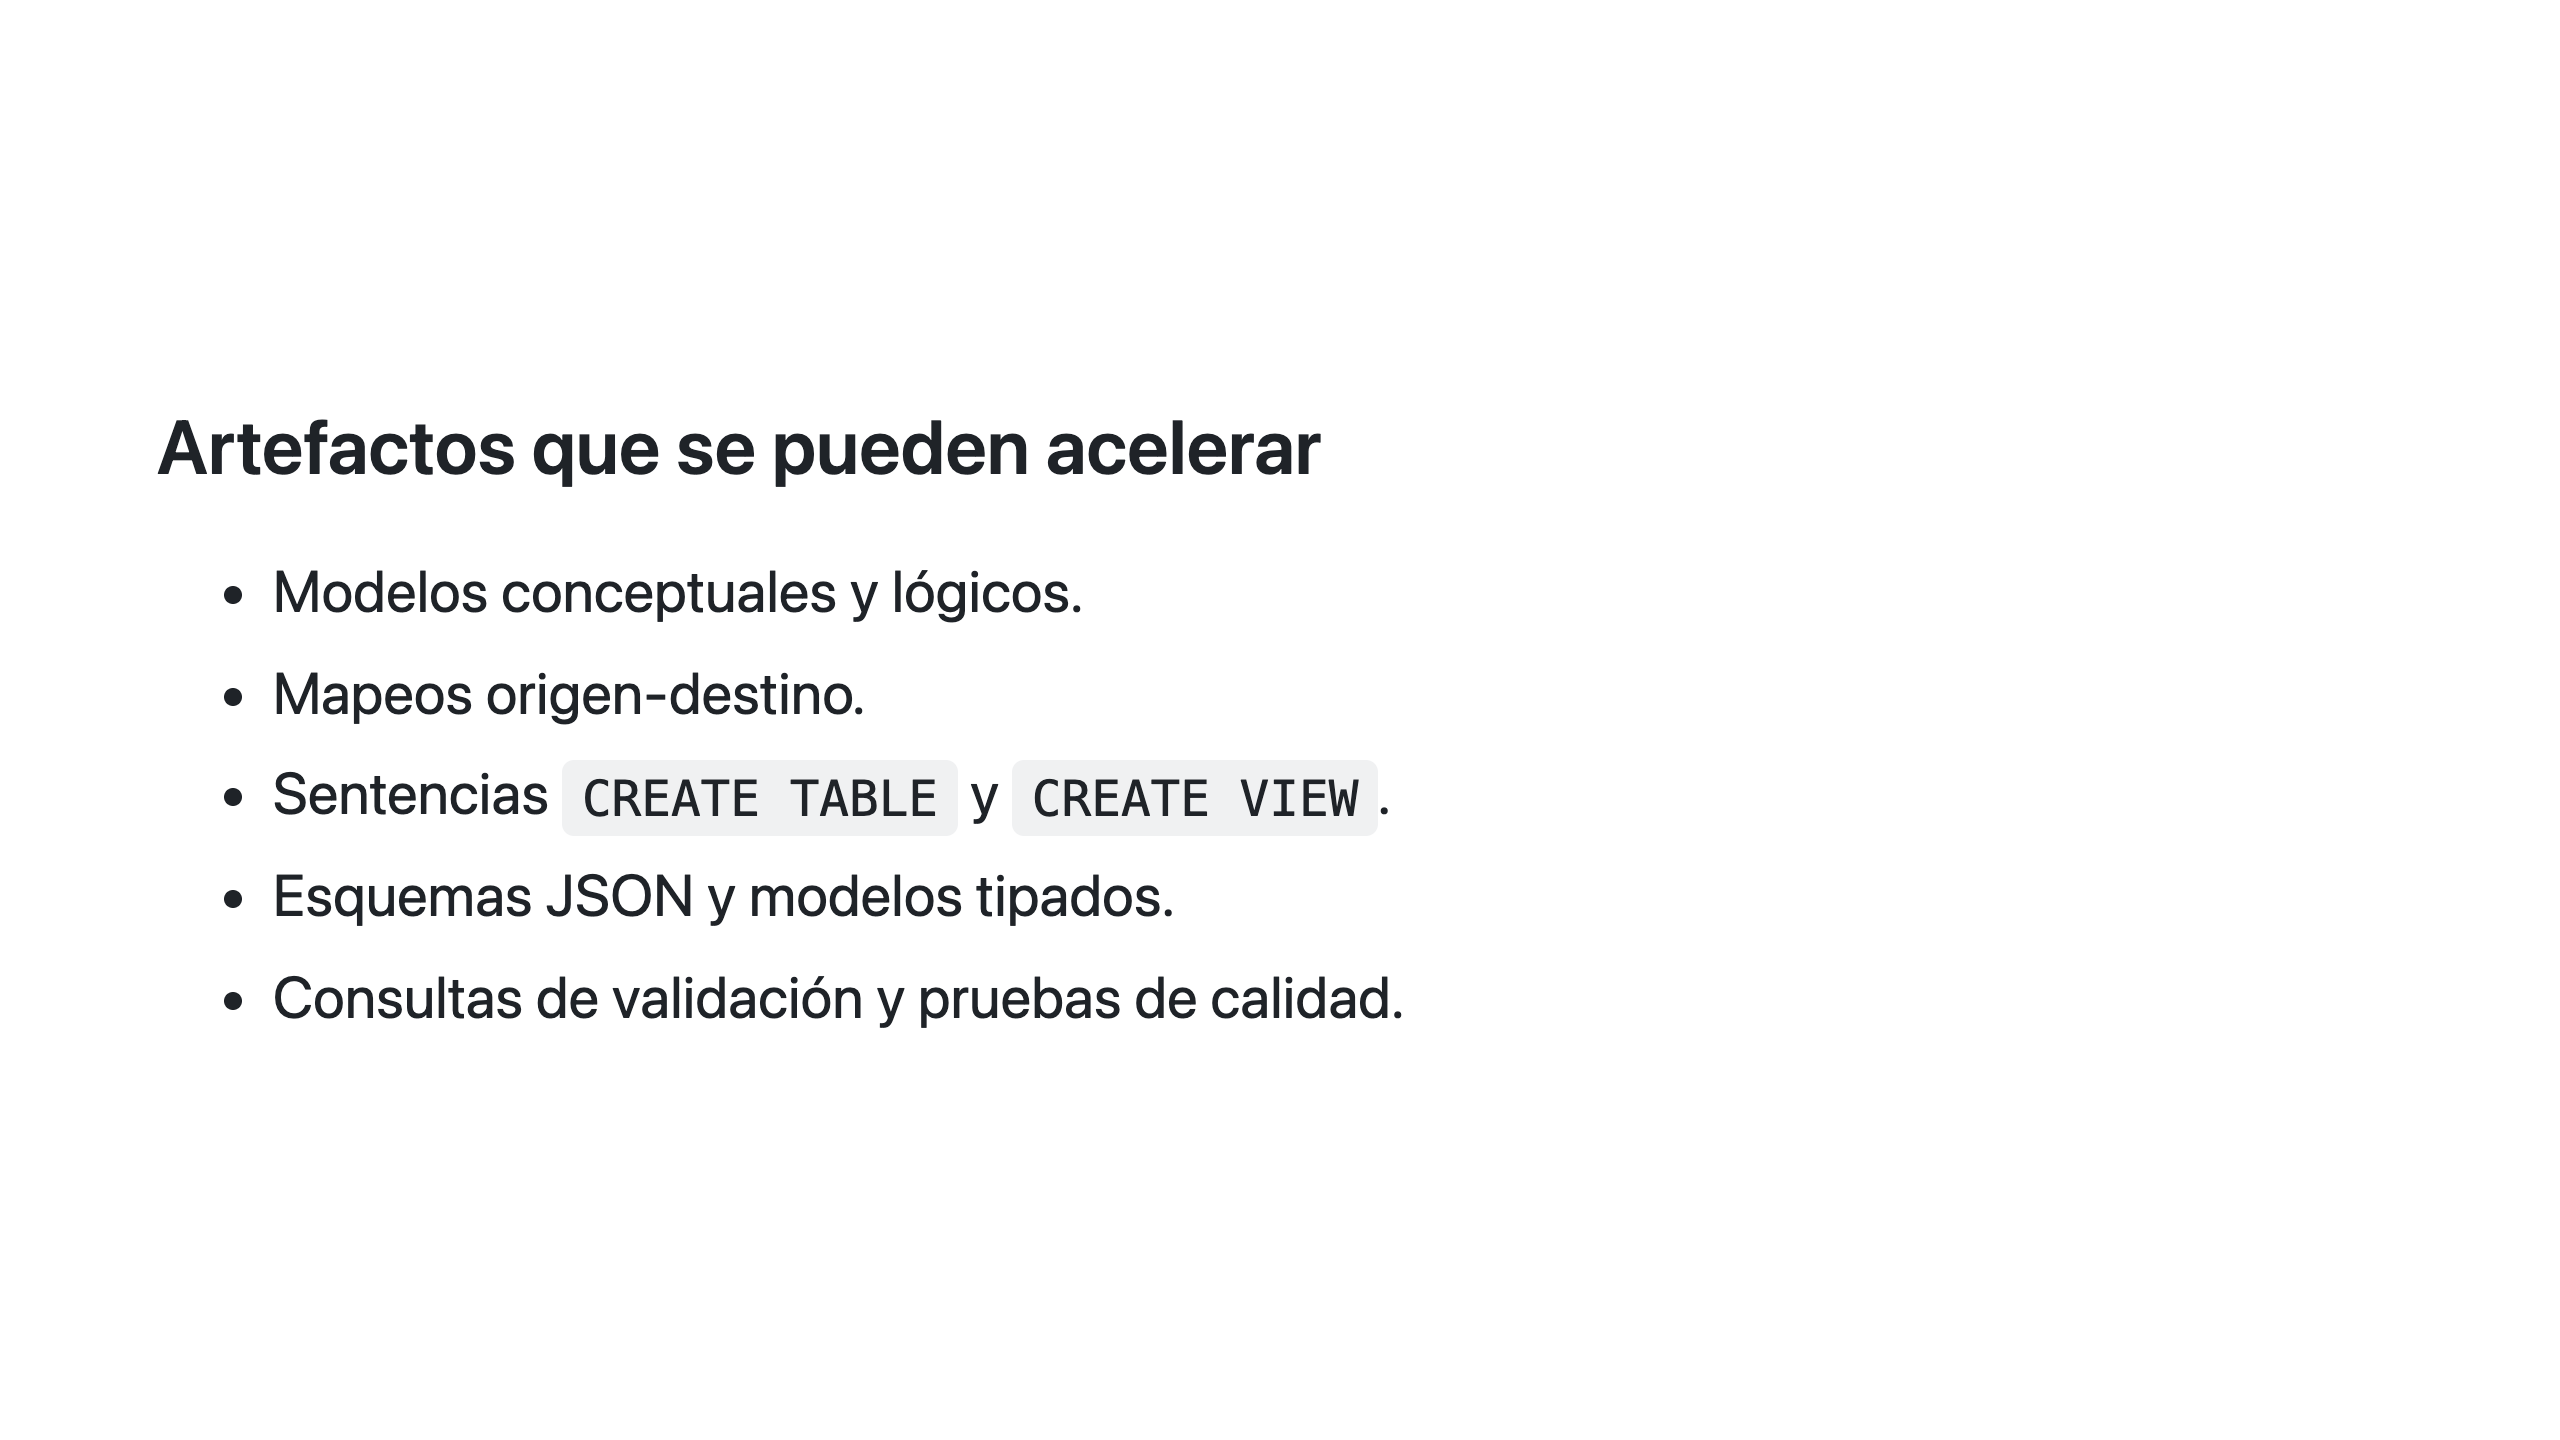 Artefactos que se pueden acelerar
• Modelos conceptuales y lógicos.
• Mapeos origen-destino.
• Sentencias CREATE TABLE y CREATE VIEW.
• Esquemas JSON y modelos tipados.
• Consultas de validación y pruebas de calidad.